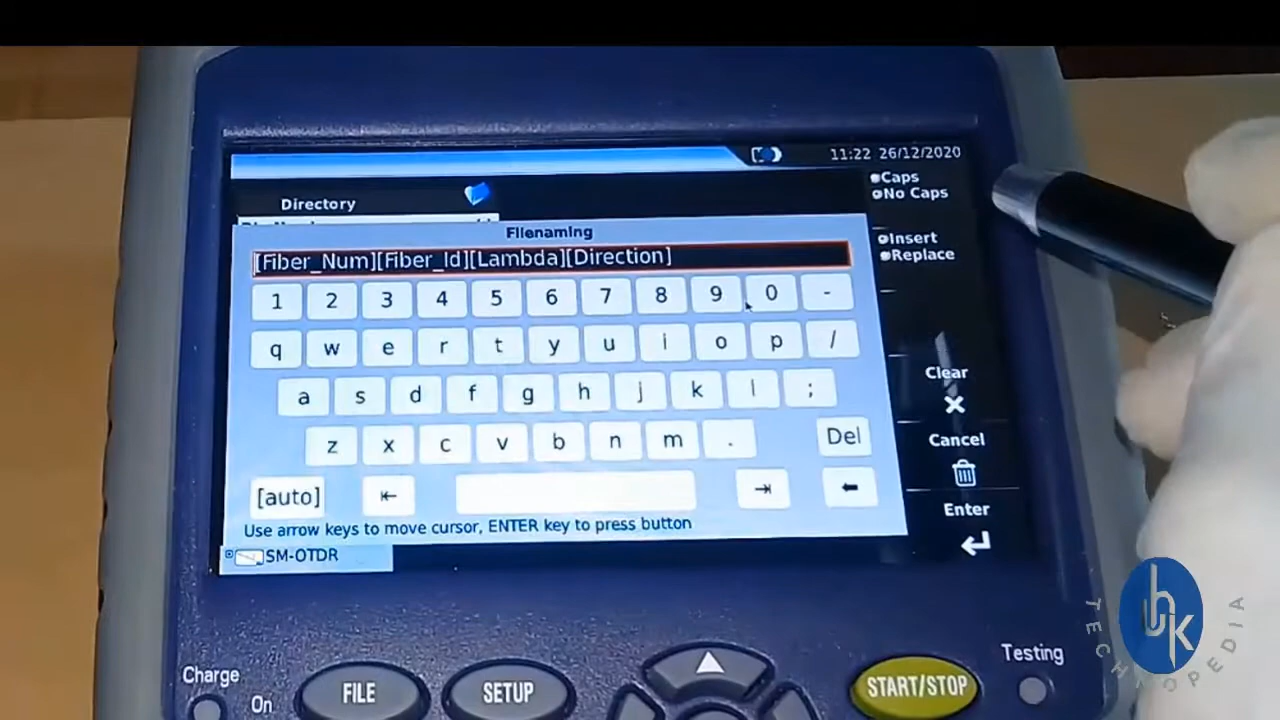 11:22 26/12/2020
Caps
No Caps
Directory
Filenaming
[Fiber_Num][Fiber_Id][Lambda][Direction]
Insert
Replace
1 2 3 4 5 6 7 8 9 0 -
q w e r t y u i o p /
a s d f g h j k l ;
Clear
z x c v b n m . Del
Cancel
[auto]
Enter
Use arrow keys to move cursor, ENTER key to press button
SM-OTDR
Charge
On
FILE
SETUP
START/STOP
Testing
hk
TECHIOPEDIA